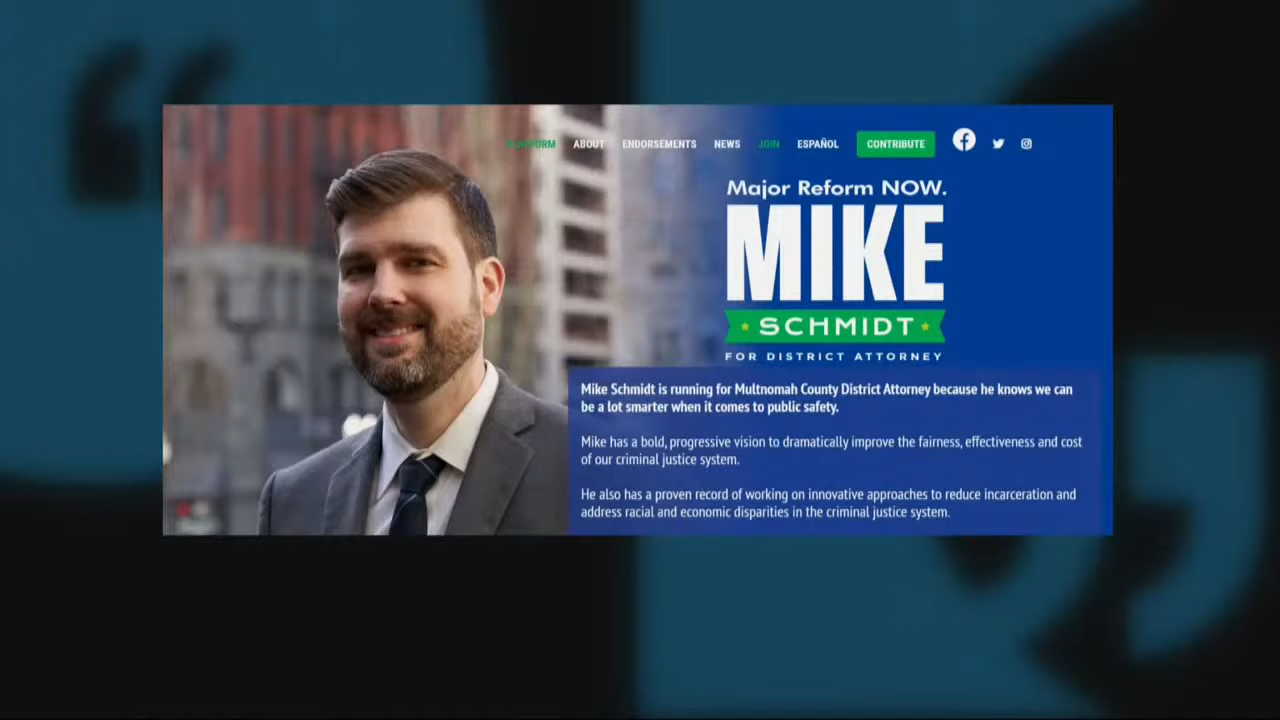 PLATFORM ABOUT ENDORSEMENTS NEWS JOIN ESPAÑOL CONTRIBUTE
Major Reform NOW.
MIKE
SCHMIDT
FOR DISTRICT ATTORNEY
Mike Schmidt is running for Multnomah County District Attorney because he knows we can
be a lot smarter when it comes to public safety.
Mike has a bold, progressive vision to dramatically improve the fairness, effectiveness and cost
of our criminal justice system.
He also has a proven record of working on innovative approaches to reduce incarceration and
address racial and economic disparities in the criminal justice system.